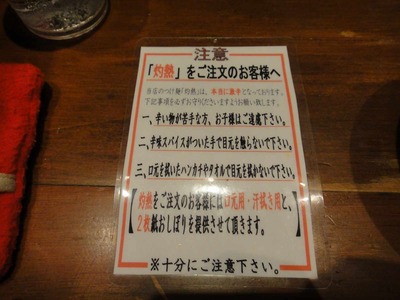 注意
「灼熱」をご注文のお客様へ
当店のつけ麺「灼熱」は、本当に激辛となっております。
下記事項を必ずお守りくださいますようお願い致します。
一、辛い物が苦手な方、お子様はご遠慮下さい。
二、辛味スパイスがついた手で目元を触らないで下さい。
三、口元を拭いたハンカチやタオルで目元を拭かないで下さい。
【灼熱をご注文のお客様には口元用・汗拭き用と、
2枚紙おしぼりを提供させて頂きます。】
※十分にご注意下さい。